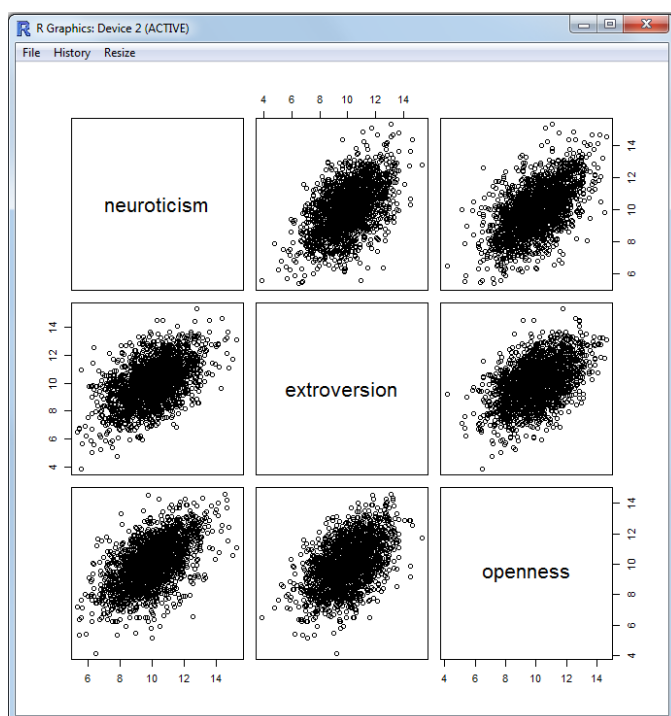 R Graphics: Device 2 (ACTIVE)
File History Resize
4 6 8 10 12 14
neuroticism
6 8 10 12 14
4 6 8 10 12 14
extroversion
openness
4 6 8 10 12 14
6 8 10 12 14
4 6 8 10 12 14